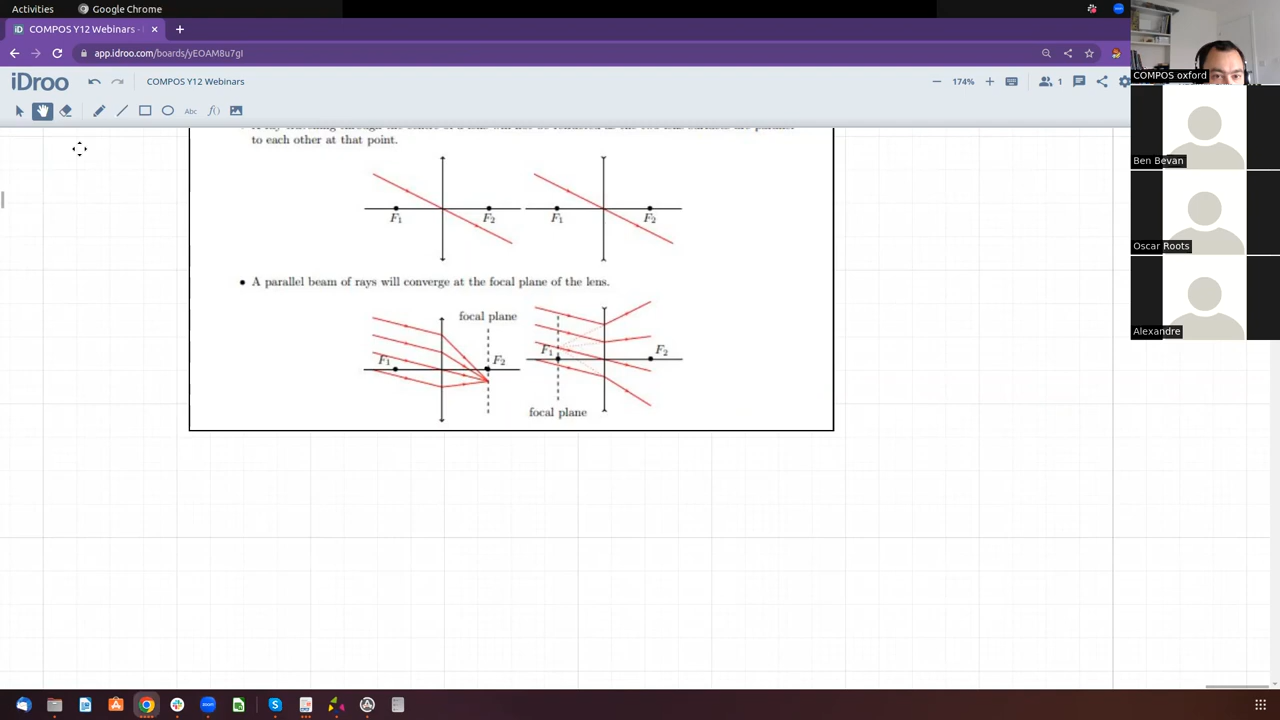 Activities
Google Chrome
COMPOS Y12 Webinars -
app.idroo.com/boards/yEOAM8u7gI
iDroo
COMPOS Y12 Webinars
174%
1
Abc
f()
to each other at that point.
F1 F2 F1 F2
• A parallel beam of rays will converge at the focal plane of the lens.
focal plane
F1 F2 F1 F2
focal plane
COMPOS oxford
Ben Bevan
Oscar Roots
Alexandre